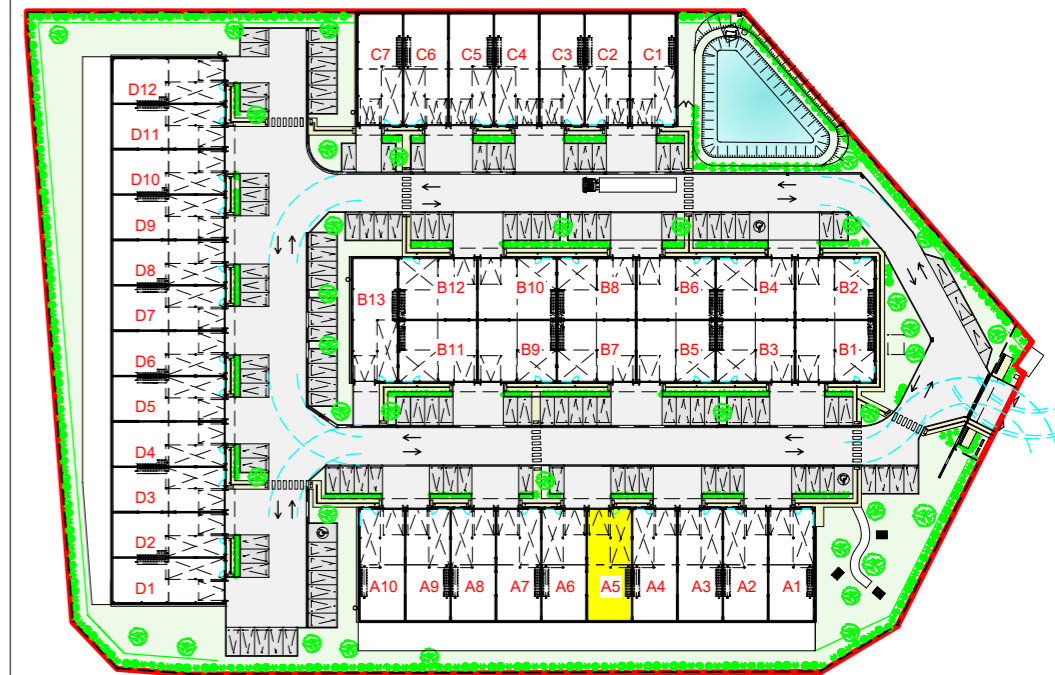 C7 C6 C5 C4 C3 C2 C1
D12
D11
D10
D9
D8
D7
D6
D5
D4
D3
D2
D1
B13 B12 B10 B8 B6 B4 B2
B11 B9 B7 B5 B3 B1
A10 A9 A8 A7 A6 A5 A4 A3 A2 A1